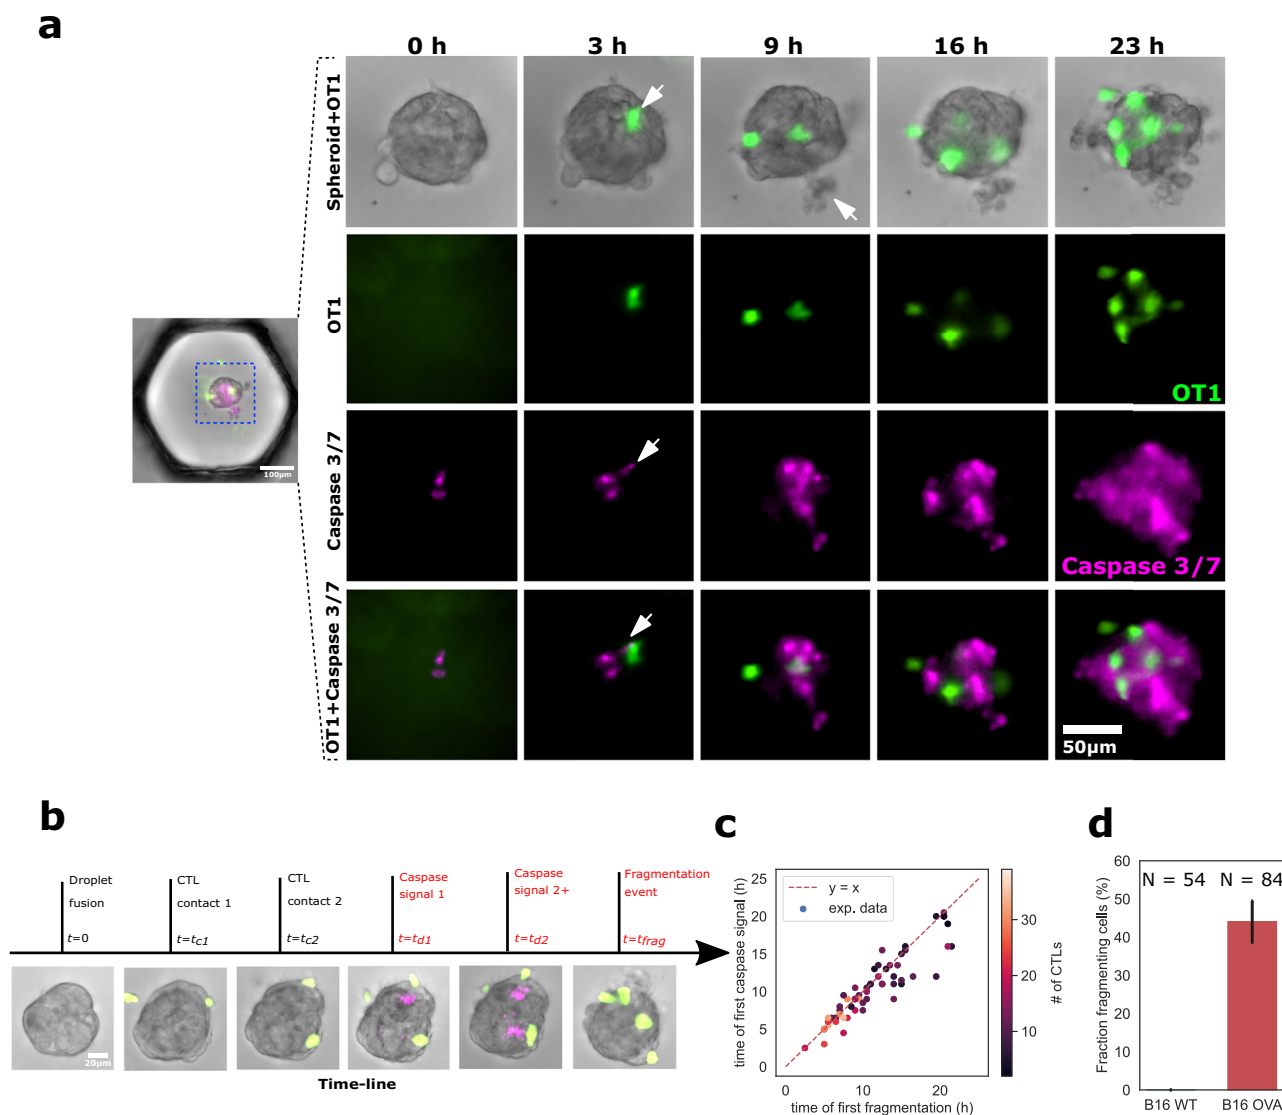 a
0 h 3 h 9 h 16 h 23 h
Spheroid+OT1
OT1
Caspase 3/7
OT1+Caspase 3/7
100μm
OT1
Caspase 3/7
50μm
b
Droplet
fusion
t=0
CTL
contact 1
t=tc1
CTL
contact 2
t=tc2
Caspase
signal 1
t=td1
Caspase
signal 2+
t=td2
Fragmentation
event
t=tfrag
20μm
Time-line
c
time of first caspase signal (h)
25
20
15
10
5
0
y = x
exp. data
0 10 20
time of first fragmentation (h)
30
20
10
# of CTLs
d
Fraction fragmenting cells (%)
60
50
40
30
20
10
0
N = 54 N = 84
B16 WT B16 OVA